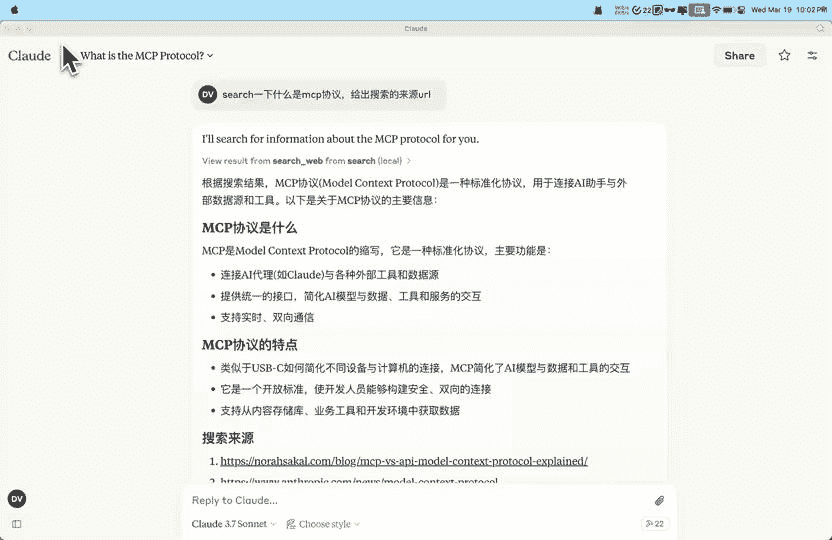 22 Wed Mar 19 10:02 PM
Claude
Claude What is the MCP Protocol? Share
DV search一下什么是mcp协议，给出搜索的来源url
I'll search for information about the MCP protocol for you.
View result from search_web from search (local)
根据搜索结果，MCP协议(Model Context Protocol)是一种标准化协议，用于连接AI助手与外
部数据源和工具。以下是关于MCP协议的主要信息：
MCP协议是什么
MCP是Model Context Protocol的缩写，它是一种标准化协议，主要功能是：
• 连接AI代理(如Claude)与各种外部工具和数据源
• 提供统一的接口，简化AI模型与数据、工具和服务的交互
• 支持实时、双向通信
MCP协议的特点
• 类似于USB-C如何简化不同设备与计算机的连接，MCP简化了AI模型与数据和工具的交互
• 它是一个开放标准，使开发人员能够构建安全、双向的连接
• 支持从内容存储库、业务工具和开发环境中获取数据
搜索来源
1. https://norahsakal.com/blog/mcp-vs-api-model-context-protocol-explained/
2. https://www.anthropic.com/news/model-context-protocol
DV
Reply to Claude...
Claude 3.7 Sonnet Choose style 22